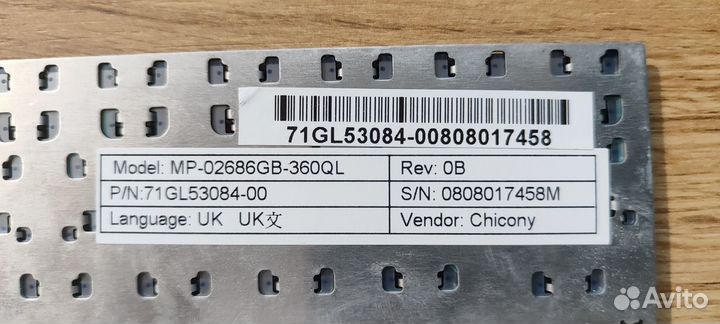 71GL53084-00808017458
Model: MP-02686GB-360QL Rev: 0B
P/N:71GL53084-00 S/N: 0808017458M
Language: UK UK文 Vendor: Chicony
Avito